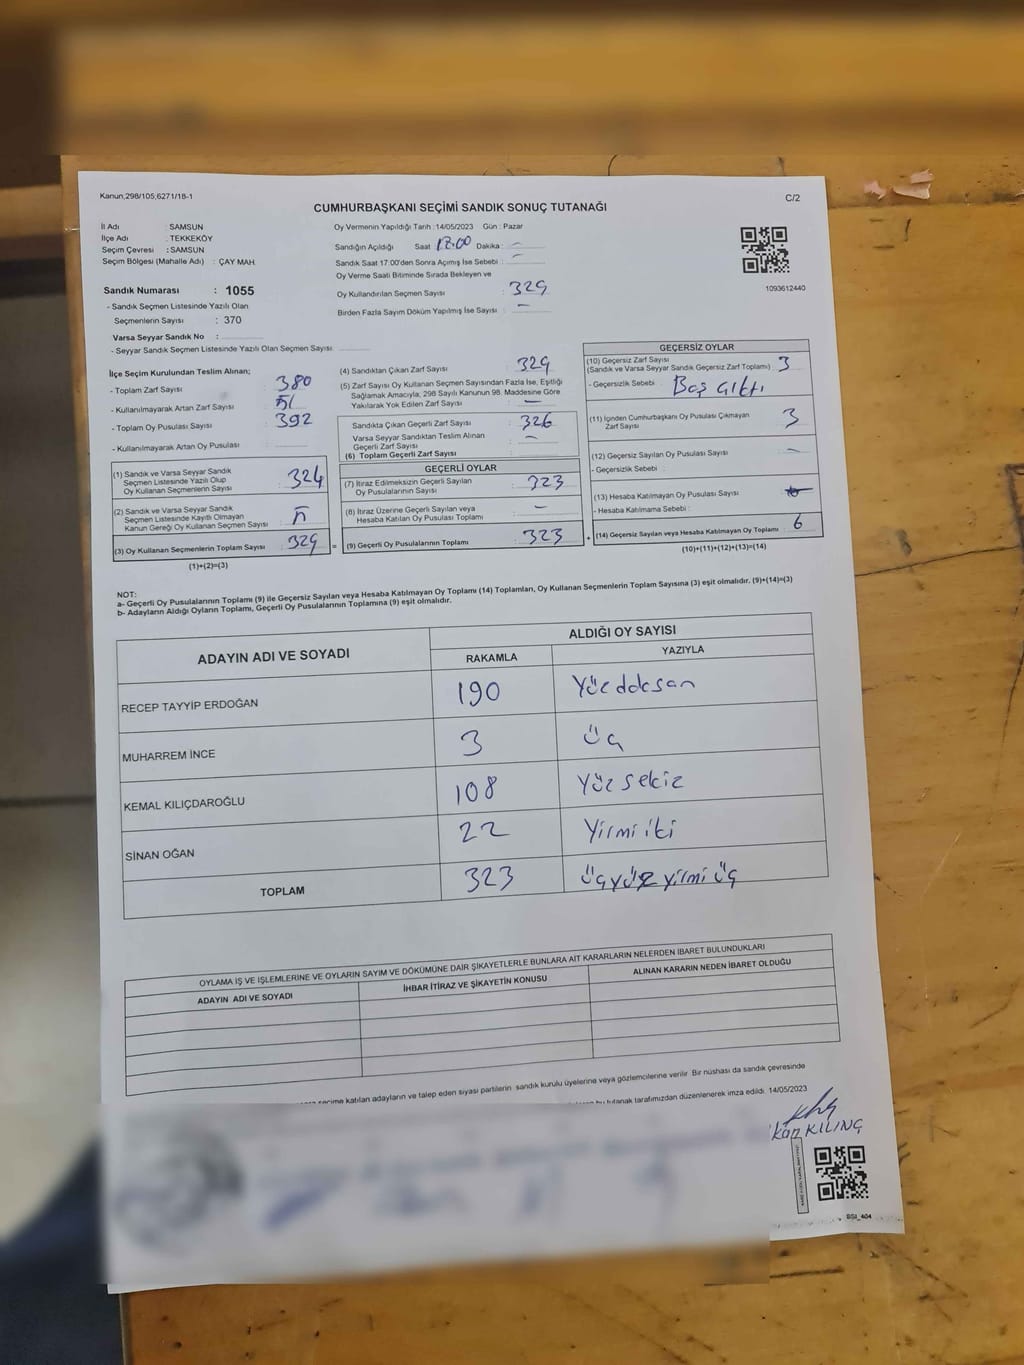 Kanun,298/105,6271/18-1
C/2
CUMHURBAŞKANI SEÇİMİ SANDIK SONUÇ TUTANAĞI
İl Adı : SAMSUN
İlçe Adı : TEKKEKÖY
Seçim Çevresi : SAMSUN
Seçim Bölgesi (Mahalle Adı) : ÇAY MAH.
Sandık Numarası : 1055
- Sandık Seçmen Listesinde Yazılı Olan
Seçmenlerin Sayısı : 370
Varsa Seyyar Sandık No :
- Seyyar Sandık Seçmen Listesinde Yazılı Olan Seçmen Sayısı:
Oy Vermenin Yapıldığı Tarih : 14/05/2023 Gün : Pazar
Sandığın Açıldığı Saat Dakika : -
Sandık Saat 17:00'den Sonra Açımış İse Sebebi : -
Oy Verme Saati Bitiminde Sırada Bekleyen ve
Oy Kullandırılan Seçmen Sayısı : 329
Birden Fazla Sayım Döküm Yapılmış İse Sayısı : -
1093612440
İlçe Seçim Kurulundan Teslim Alınan;
- Toplam Zarf Sayısı : 380
- Kullanılmayarak Artan Zarf Sayısı : 51
- Toplam Oy Pusulası Sayısı : 392
- Kullanılmayarak Artan Oy Pusulası :
(1) Sandık ve Varsa Seyyar Sandık
Seçmen Listesinde Yazılı Olup
Oy Kullanan Seçmenlerin Sayısı : 324
(2) Sandık ve Varsa Seyyar Sandık
Seçmen Listesinde Kayıtlı Olmayan
Kanun Gereği Oy Kullanan Seçmen Sayısı : 5
(3) Oy Kullanan Seçmenlerin Toplam Sayısı : 329
(1)+(2)=(3)
(4) Sandıktan Çıkan Zarf Sayısı : 329
(5) Zarf Sayısı Oy Kullanan Seçmen Sayısından Fazla İse, Eşitliği
Sağlamak Amacıyla; 298 Sayılı Kanunun 98. Maddesine Göre
Yakılarak Yok Edilen Zarf Sayısı : -
Sandıkta Çıkan Geçerli Zarf Sayısı : 326
Varsa Seyyar Sandıktan Teslim Alınan
Geçerli Zarf Sayısı : -
(6) Toplam Geçerli Zarf Sayısı :
GEÇERLİ OYLAR
(7) İtiraz Edilmeksizin Geçerli Sayılan
Oy Pusulalarının Sayısı : 323
(8) İtiraz Üzerine Geçerli Sayılan veya
Hesaba Katılan Oy Pusulası Toplamı : -
= (9) Geçerli Oy Pusulalarının Toplamı : 323
GEÇERSİZ OYLAR
(10) Geçersiz Zarf Sayısı
(Sandık ve Varsa Seyyar Sandık Geçersiz Zarf Toplamı) : 3
- Geçersizlik Sebebi : Boş çıktı
(11) İçinden Cumhurbaşkanı Oy Pusulası Çıkmayan
Zarf Sayısı : 3
(12) Geçersiz Sayılan Oy Pusulası Sayısı : -
- Geçersizlik Sebebi :
(13) Hesaba Katılmayan Oy Pusulası Sayısı :
- Hesaba Katılmama Sebebi :
+ (14) Geçersiz Sayılan veya Hesaba Katılmayan Oy Toplamı : 6
(10)+(11)+(12)+(13)=(14)
NOT:
a- Geçerli Oy Pusulalarının Toplamı (9) ile Geçersiz Sayılan veya Hesaba Katılmayan Oy Toplamı (14) Toplamları, Oy Kullanan Seçmenlerin Toplam Sayısına (3) eşit olmalıdır. (9)+(14)=(3)
b- Adayların Aldığı Oyların Toplamı, Geçerli Oy Pusulalarının Toplamına (9) eşit olmalıdır.
ADAYIN ADI VE SOYADI ALDIĞI OY SAYISI
RAKAMLA YAZIYLA
RECEP TAYYİP ERDOĞAN 190 Yüz doksan
MUHARREM İNCE 3 üç
KEMAL KILIÇDAROĞLU 108 Yüz sekiz
SİNAN OĞAN 22 Yirmi iki
TOPLAM 323 üçyüz yirmi üç
OYLAMA İŞ VE İŞLEMLERİNE VE OYLARIN SAYIM VE DÖKÜMÜNE DAİR ŞİKAYETLERLE BUNLARA AİT KARARLARIN NELERDEN İBARET BULUNDUKLARI
ADAYIN ADI VE SOYADI İHBAR İTİRAZ VE ŞİKAYETİN KONUSU ALINAN KARARIN NEDEN İBARET OLDUĞU
seçime katılan adayların ve talep eden siyasi partilerin sandık kurulu üyelerine veya gözlemcilerine verilir. Bir nüshası da sandık çevresinde
bu tutanak tarafımızdan düzenlenerek imza edildi. 14/05/2023
KILINÇ
BSI_404